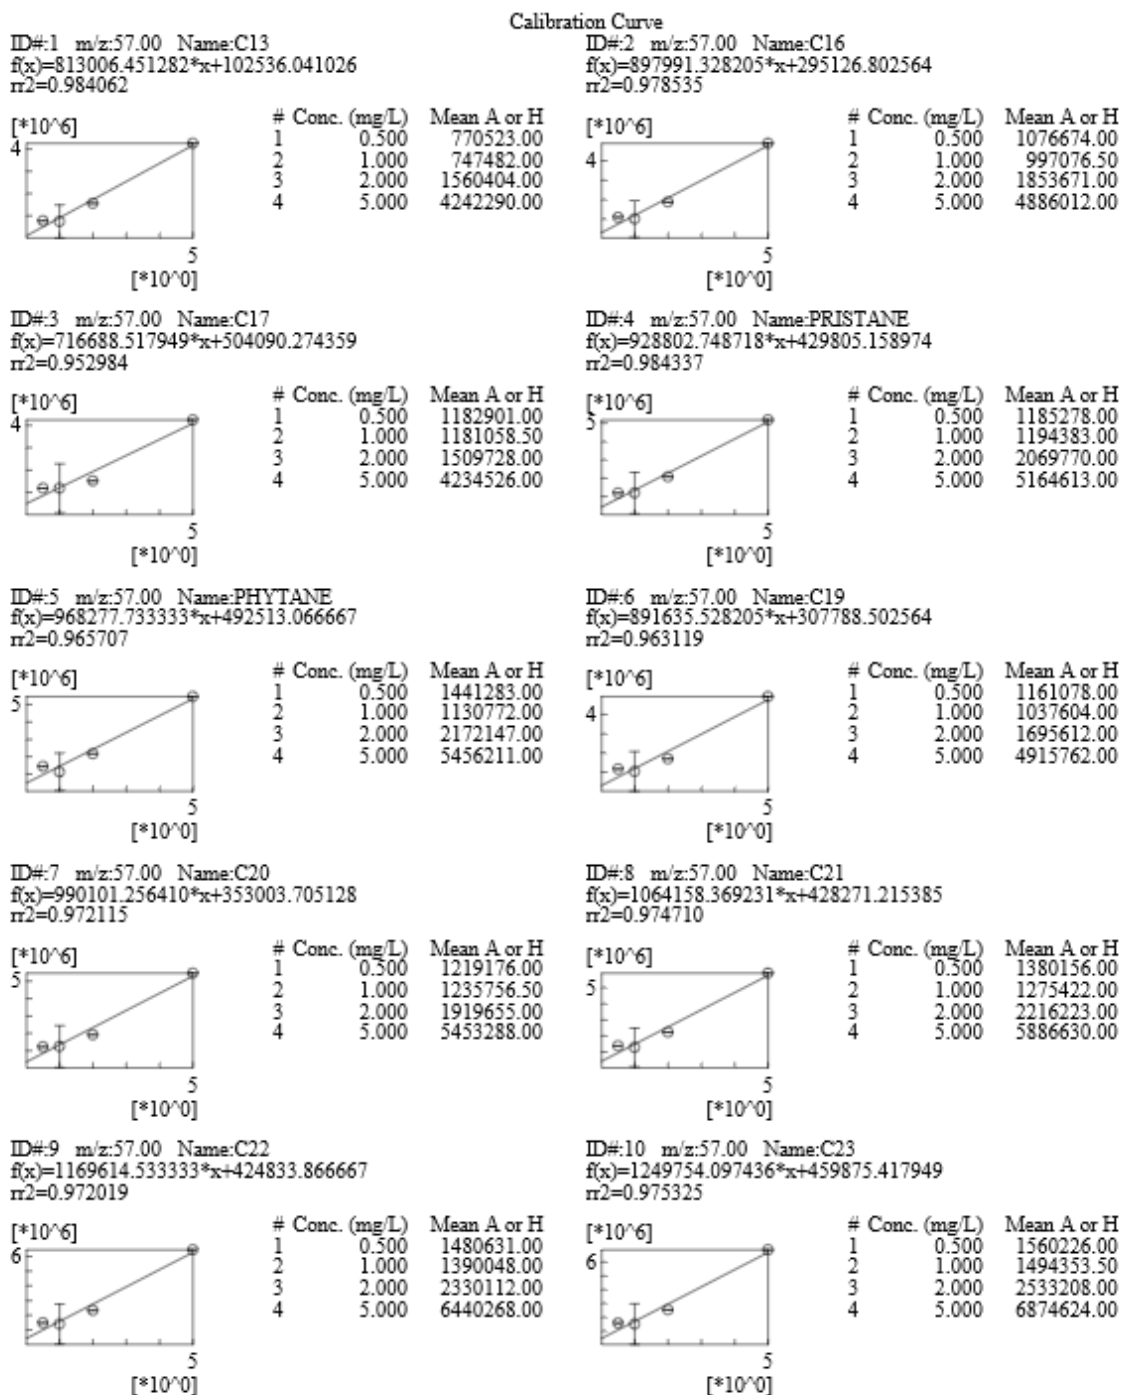 Calibration Curve
ID#:1 m/z:57.00 Name:C13
f(x)=813006.451282*x+102536.041026
rr2=0.984062
[*10^6]
4
5
[*10^0]
# Conc. (mg/L) Mean A or H
1 0.500 770523.00
2 1.000 747482.00
3 2.000 1560404.00
4 5.000 4242290.00
ID#:2 m/z:57.00 Name:C16
f(x)=897991.328205*x+295126.802564
rr2=0.978535
[*10^6]
4
5
[*10^0]
# Conc. (mg/L) Mean A or H
1 0.500 1076674.00
2 1.000 997076.50
3 2.000 1853671.00
4 5.000 4886012.00
ID#:3 m/z:57.00 Name:C17
f(x)=716688.517949*x+504090.274359
rr2=0.952984
[*10^6]
4
5
[*10^0]
# Conc. (mg/L) Mean A or H
1 0.500 1182901.00
2 1.000 1181058.50
3 2.000 1509728.00
4 5.000 4234526.00
ID#:4 m/z:57.00 Name:PRISTANE
f(x)=928802.748718*x+429805.158974
rr2=0.984337
[*10^6]
5
5
[*10^0]
# Conc. (mg/L) Mean A or H
1 0.500 1185278.00
2 1.000 1194383.00
3 2.000 2069770.00
4 5.000 5164613.00
ID#:5 m/z:57.00 Name:PHYTANE
f(x)=968277.733333*x+492513.066667
rr2=0.965707
[*10^6]
5
5
[*10^0]
# Conc. (mg/L) Mean A or H
1 0.500 1441283.00
2 1.000 1130772.00
3 2.000 2172147.00
4 5.000 5456211.00
ID#:6 m/z:57.00 Name:C19
f(x)=891635.528205*x+307788.502564
rr2=0.963119
[*10^6]
4
5
[*10^0]
# Conc. (mg/L) Mean A or H
1 0.500 1161078.00
2 1.000 1037604.00
3 2.000 1695612.00
4 5.000 4915762.00
ID#:7 m/z:57.00 Name:C20
f(x)=990101.256410*x+353003.705128
rr2=0.972115
[*10^6]
5
5
[*10^0]
# Conc. (mg/L) Mean A or H
1 0.500 1219176.00
2 1.000 1235756.50
3 2.000 1919655.00
4 5.000 5453288.00
ID#:8 m/z:57.00 Name:C21
f(x)=1064158.369231*x+428271.215385
rr2=0.974710
[*10^6]
5
5
[*10^0]
# Conc. (mg/L) Mean A or H
1 0.500 1380156.00
2 1.000 1275422.00
3 2.000 2216223.00
4 5.000 5886630.00
ID#:9 m/z:57.00 Name:C22
f(x)=1169614.533333*x+424833.866667
rr2=0.972019
[*10^6]
6
5
[*10^0]
# Conc. (mg/L) Mean A or H
1 0.500 1480631.00
2 1.000 1390048.00
3 2.000 2330112.00
4 5.000 6440268.00
ID#:10 m/z:57.00 Name:C23
f(x)=1249754.097436*x+459875.417949
rr2=0.975325
[*10^6]
6
5
[*10^0]
# Conc. (mg/L) Mean A or H
1 0.500 1560226.00
2 1.000 1494353.50
3 2.000 2533208.00
4 5.000 6874624.00